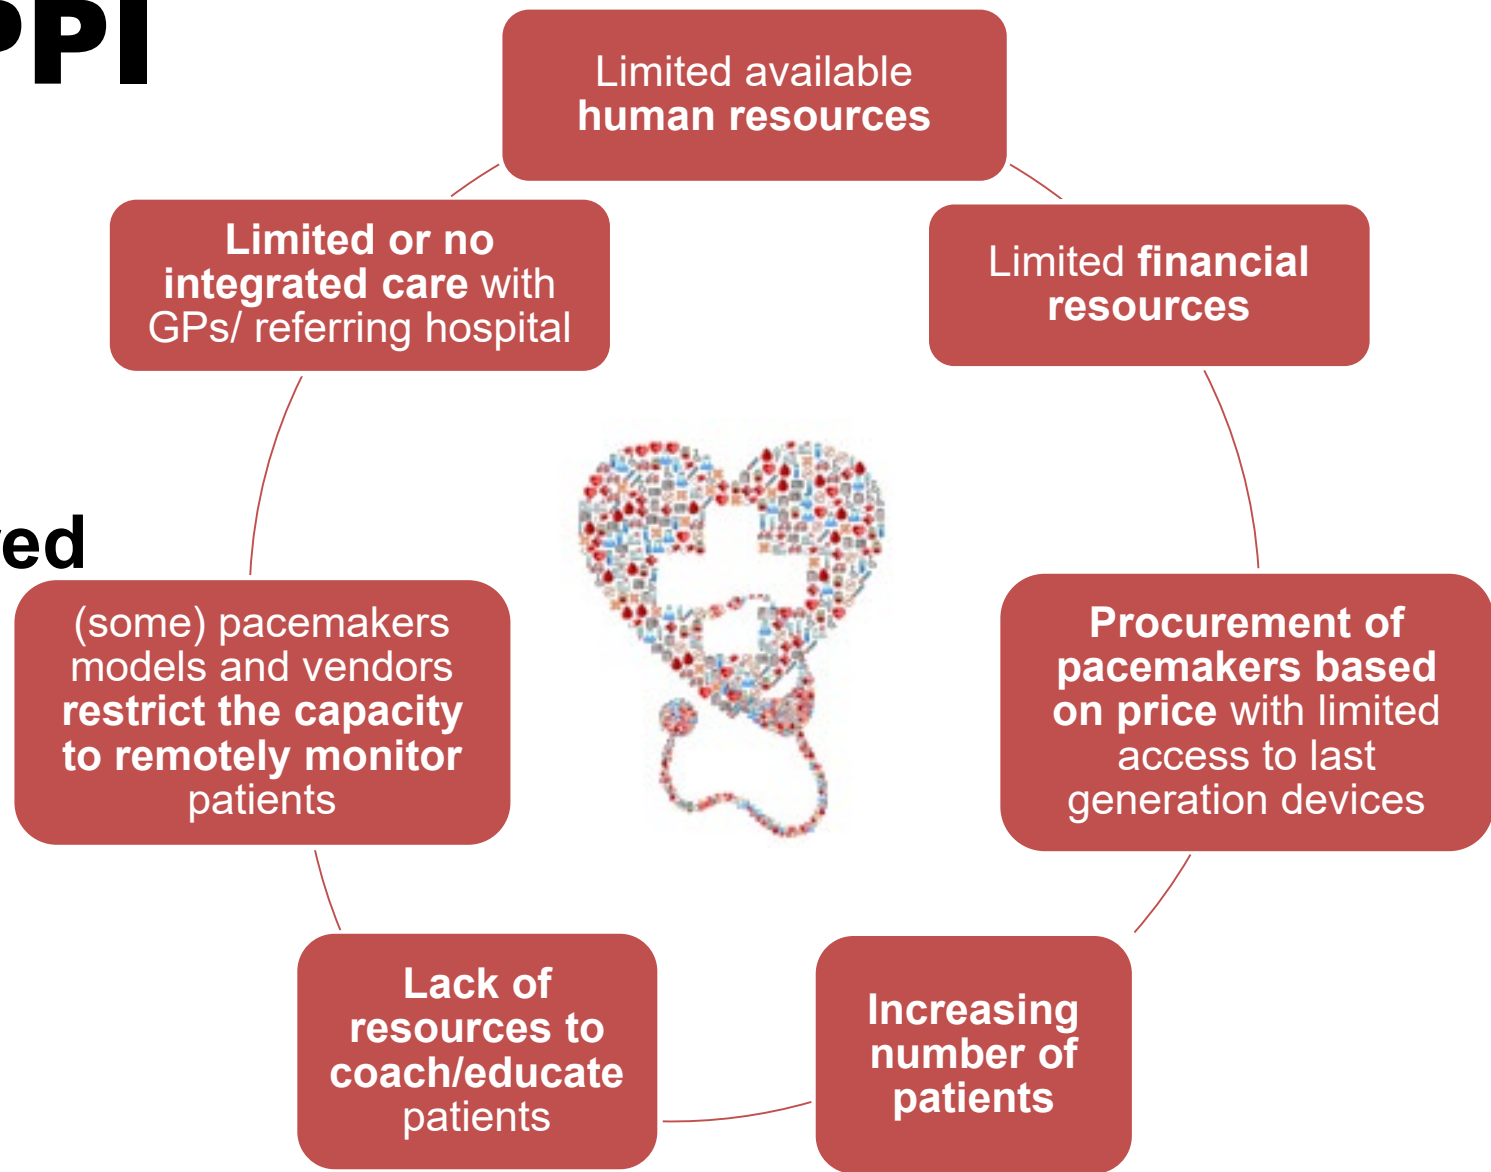 PPI
Limited available
human resources
Limited financial
resources
Procurement of
pacemakers based
on price with limited
access to last
generation devices
Increasing
number of
patients
Lack of
resources to
coach/educate
patients
(some) pacemakers
models and vendors
restrict the capacity
to remotely monitor
patients
Limited or no
integrated care with
GPs/ referring hospital